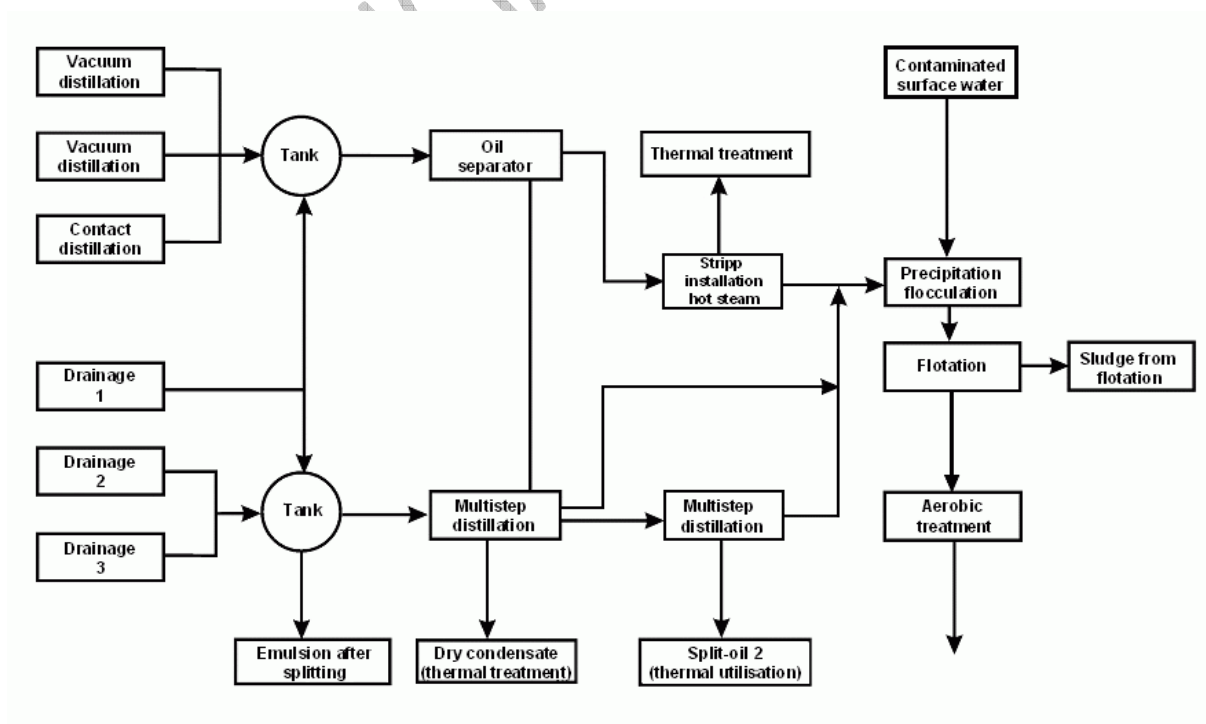 Vacuum
distillation
Vacuum
distillation
Contact
distillation
Tank
Oil
separator
Thermal treatment
Stripp
installation
hot steam
Contaminated
surface water
Precipitation
flocculation
Flotation
Sludge from
flotation
Drainage
1
Drainage
2
Drainage
3
Tank
Multistep
distillation
Multistep
distillation
Aerobic
treatment
Emulsion after
splitting
Dry condensate
(thermal treatment)
Split-oil 2
(thermal utilisation)